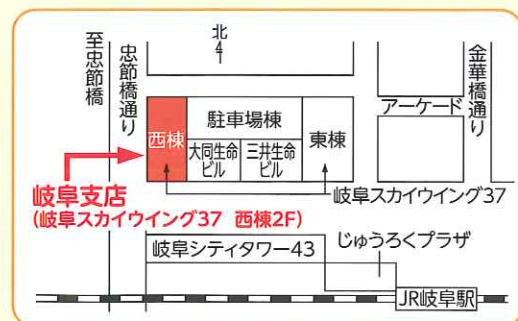 北
至忠節橋
忠節橋通り
金華橋通り
アーケード
西棟
駐車場棟
東棟
大同生命
ビル
三井生命
ビル
岐阜支店
(岐阜スカイウイング37 西棟2F)
岐阜スカイウイング37
岐阜シティタワー43
じゅうろくプラザ
JR岐阜駅